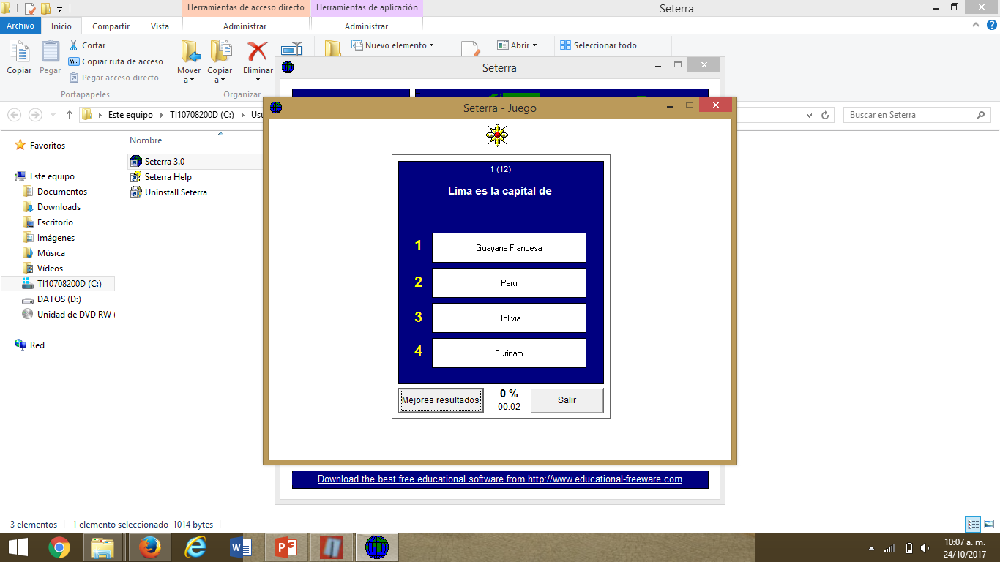 Herramientas de acceso directo
Herramientas de aplicación
Seterra
Archivo
Inicio
Compartir
Vista
Administrar
Administrar
Copiar
Pegar
Cortar
Copiar ruta de acceso
Pegar acceso directo
Portapapeles
Mover a
Copiar a
Eliminar
Organizar
Nuevo elemento
Abrir
Seleccionar todo
Este equipo
TI10708200D (C:)
Buscar en Seterra
Favoritos
Este equipo
Documentos
Downloads
Escritorio
Imágenes
Música
Vídeos
TI10708200D (C:)
DATOS (D:)
Unidad de DVD RW (
Red
Nombre
Seterra 3.0
Seterra Help
Uninstall Seterra
Seterra
Seterra - Juego
1 (12)
Lima es la capital de
1 Guayana Francesa
2 Perú
3 Bolivia
4 Surinam
Mejores resultados
0 %
00:02
Salir
Download the best free educational software from http://www.educational-freeware.com
3 elementos
1 elemento seleccionado 1014 bytes
10:07 a. m.
24/10/2017